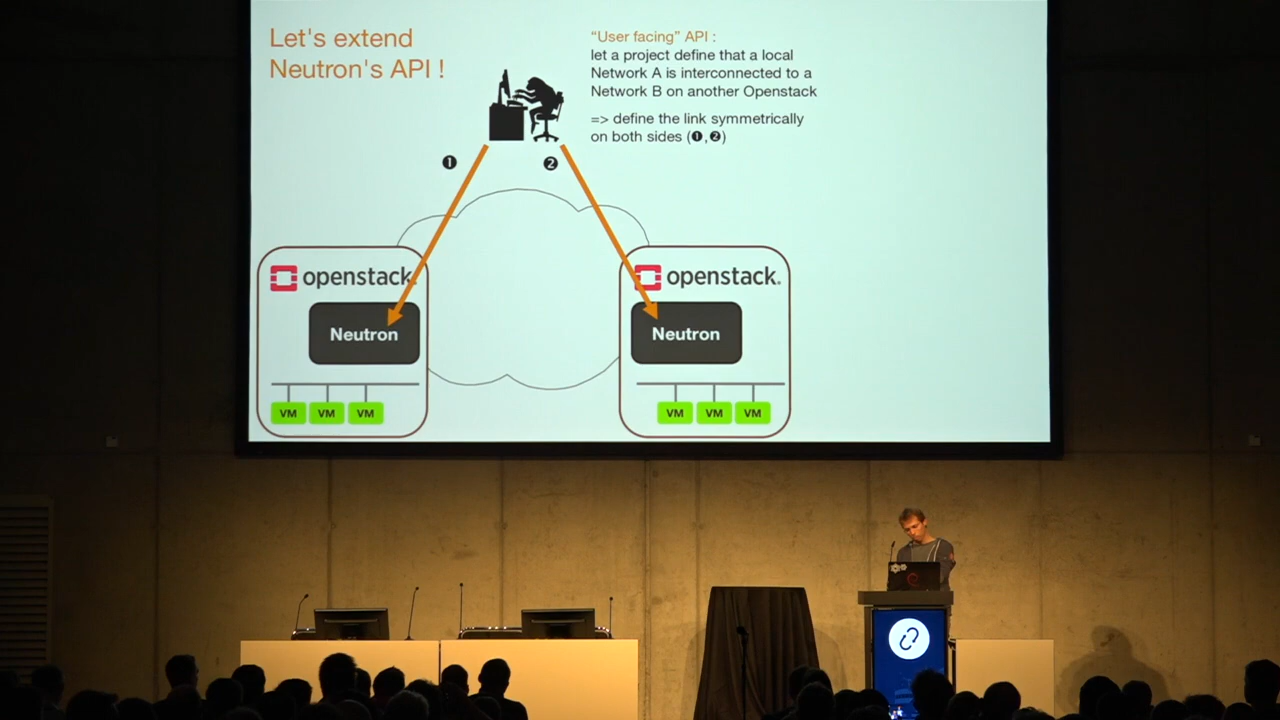 Let's extend
Neutron's API !
“User facing” API :
let a project define that a local
Network A is interconnected to a
Network B on another Openstack
=> define the link symmetrically
on both sides (❶,❷)
❶
❷
openstack.
openstack.
Neutron
Neutron
VM VM VM
VM VM VM